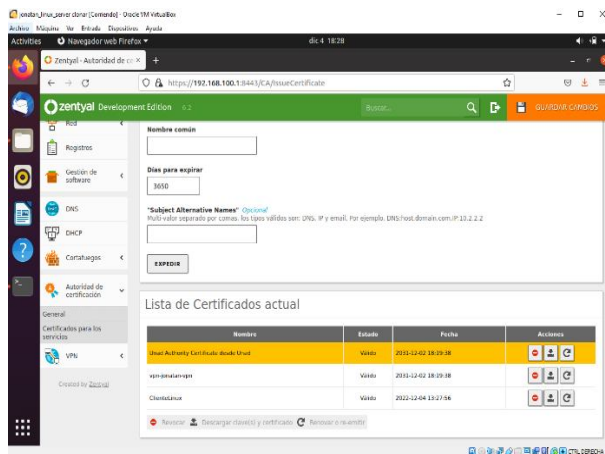 jonatan_linux_server clonar [Corriendo] - Oracle VM VirtualBox
Archivo Máquina Ver Entrada Dispositivos Ayuda
Activities Navegador web Firefox dic 4 18:28
Zentyal - Autoridad de ce
https://192.168.100.1:8443/CA/IssueCertificate
zentyal Development Edition 6.2 Buscar... GUARDAR CAMBIOS
Red
Registros
Gestión de software
DNS
DHCP
Cortafuegos
Autoridad de certificación
General
Certificados para los servicios
VPN
Created by Zentyal
Nombre común
Días para expirar
3650
"Subject Alternative Names" Opcional
Multi-valor separado por comas, los tipos válidos son: DNS, IP y email. Por ejemplo, DNS:host.domain.com,IP:10.2.2.2
EXPEDIR
Lista de Certificados actual
Nombre Estado Fecha Acciones
Unad Authority Certificate desde Unad Válido 2031-12-02 18:09:38
vpn-jonatan-vpn Válido 2031-12-02 18:09:38
ClienteLinux Válido 2022-12-04 13:27:56
Revocar Descargar clave(s) y certificado Renovar o re-emitir
CTRL DERECHA